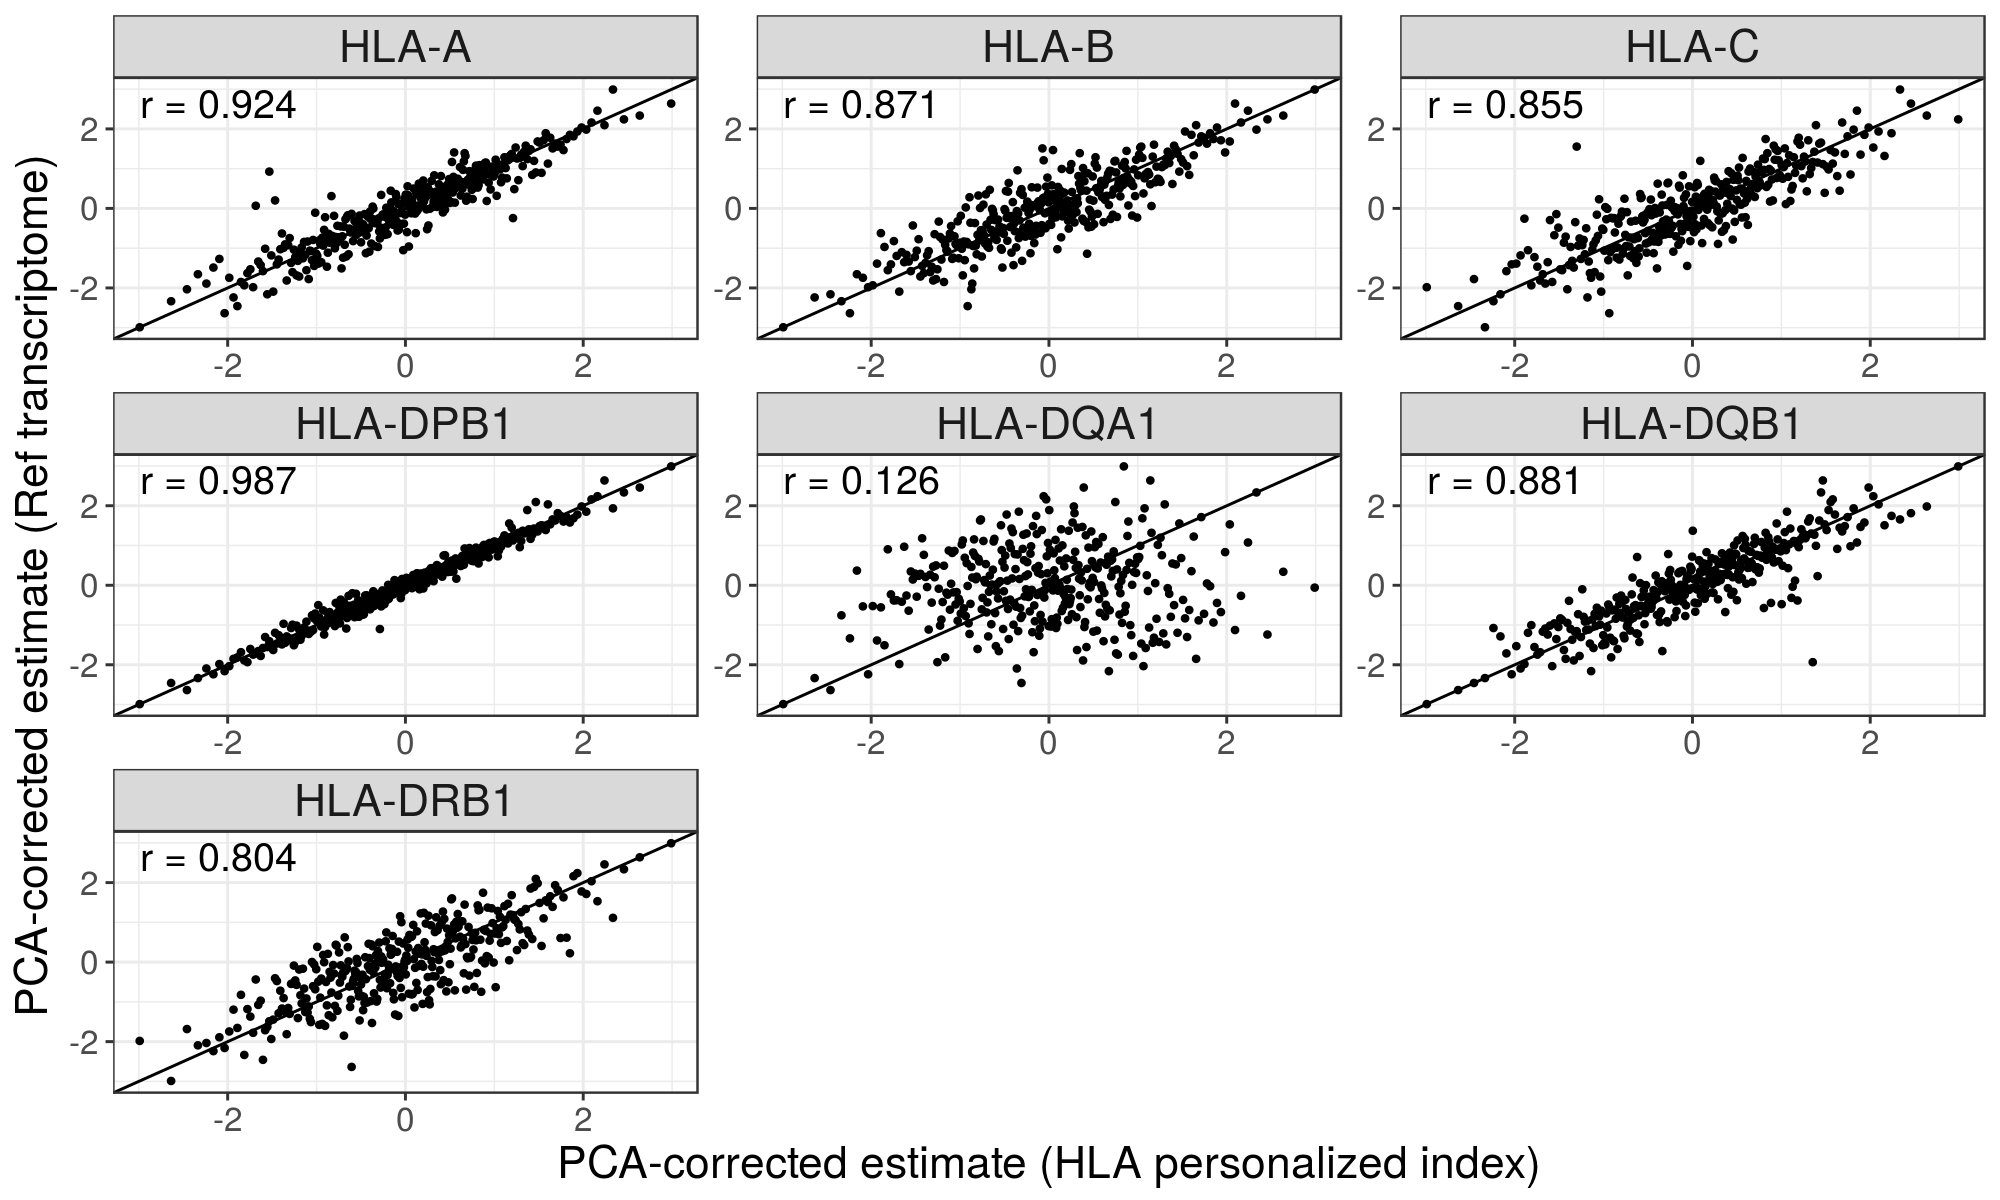 HLA-A
HLA-B
HLA-C
r = 0.924
r = 0.871
r = 0.855
2
0
-2
2
0
-2
2
0
-2
-2 0 2
-2 0 2
-2 0 2
HLA-DPB1
HLA-DQA1
HLA-DQB1
r = 0.987
r = 0.126
r = 0.881
2
0
-2
2
0
-2
2
0
-2
-2 0 2
-2 0 2
-2 0 2
HLA-DRB1
r = 0.804
2
0
-2
-2 0 2
PCA-corrected estimate (Ref transcriptome)
PCA-corrected estimate (HLA personalized index)